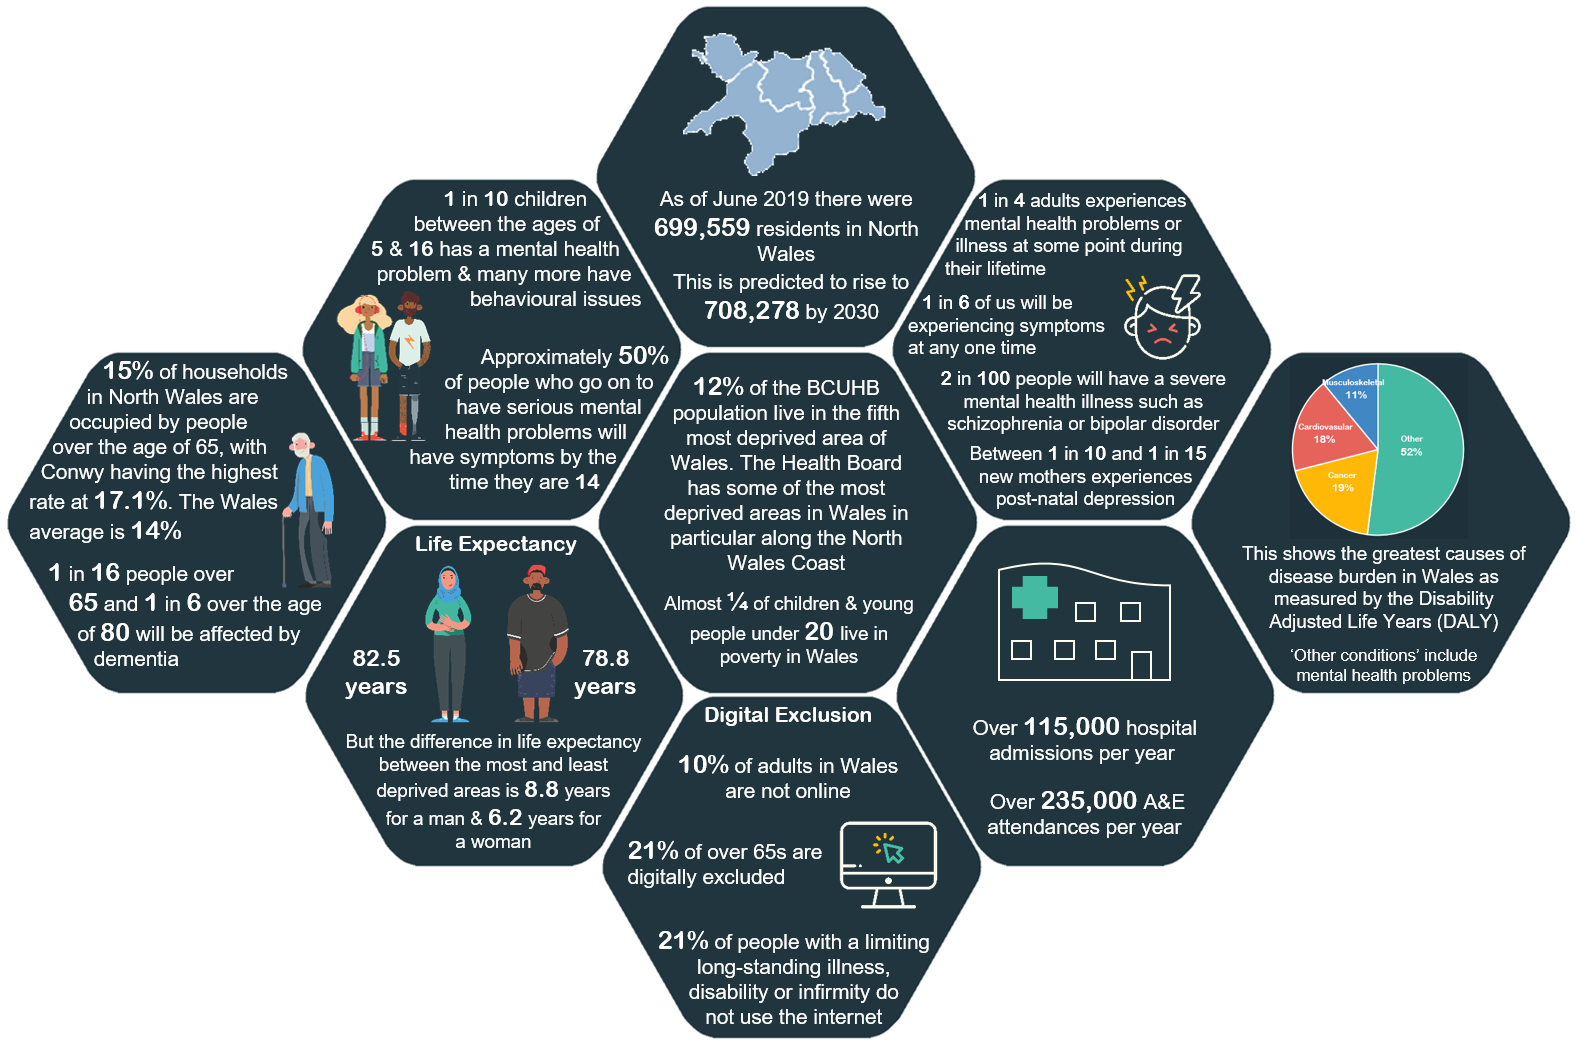 As of June 2019 there were
699,559 residents in North
Wales
This is predicted to rise to
708,278 by 2030
1 in 10 children
between the ages of
5 & 16 has a mental health
problem & many more have
behavioural issues
Approximately 50%
of people who go on to
have serious mental
health problems will
have symptoms by the
time they are 14
1 in 4 adults experiences
mental health problems or
illness at some point during
their lifetime
1 in 6 of us will be
experiencing symptoms
at any one time
2 in 100 people will have a severe
mental health illness such as
schizophrenia or bipolar disorder
Between 1 in 10 and 1 in 15
new mothers experiences
post-natal depression
15% of households
in North Wales are
occupied by people
over the age of 65, with
Conwy having the highest
rate at 17.1%. The Wales
average is 14%
1 in 16 people over
65 and 1 in 6 over the age
of 80 will be affected by
dementia
12% of the BCUHB
population live in the fifth
most deprived area of
Wales. The Health Board
has some of the most
deprived areas in Wales in
particular along the North
Wales Coast
Almost ¼ of children & young
people under 20 live in
poverty in Wales
Musculoskeletal
11%
Cardiovasular
18%
Other
52%
Cancer
19%
This shows the greatest causes of
disease burden in Wales as
measured by the Disability
Adjusted Life Years (DALY)
‘Other conditions’ include
mental health problems
Life Expectancy
82.5
years
78.8
years
But the difference in life expectancy
between the most and least
deprived areas is 8.8 years
for a man & 6.2 years for
a woman
Over 115,000 hospital
admissions per year
Over 235,000 A&E
attendances per year
Digital Exclusion
10% of adults in Wales
are not online
21% of over 65s are
digitally excluded
21% of people with a limiting
long-standing illness,
disability or infirmity do
not use the internet